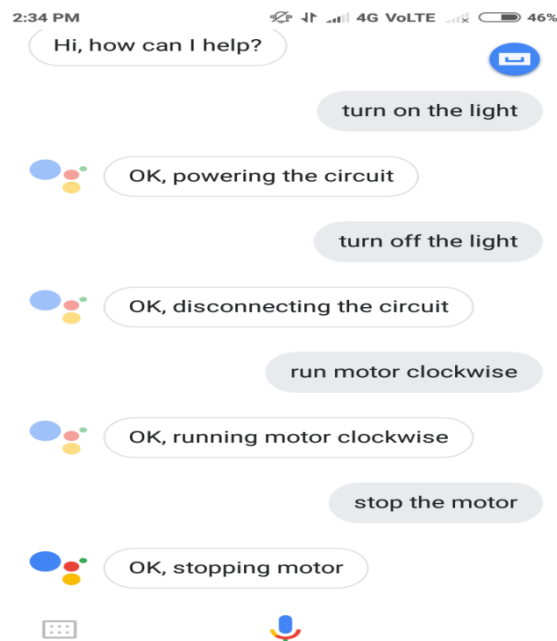 2:34 PM 4G VoLTE 46%
Hi, how can I help?
turn on the light
OK, powering the circuit
turn off the light
OK, disconnecting the circuit
run motor clockwise
OK, running motor clockwise
stop the motor
OK, stopping motor